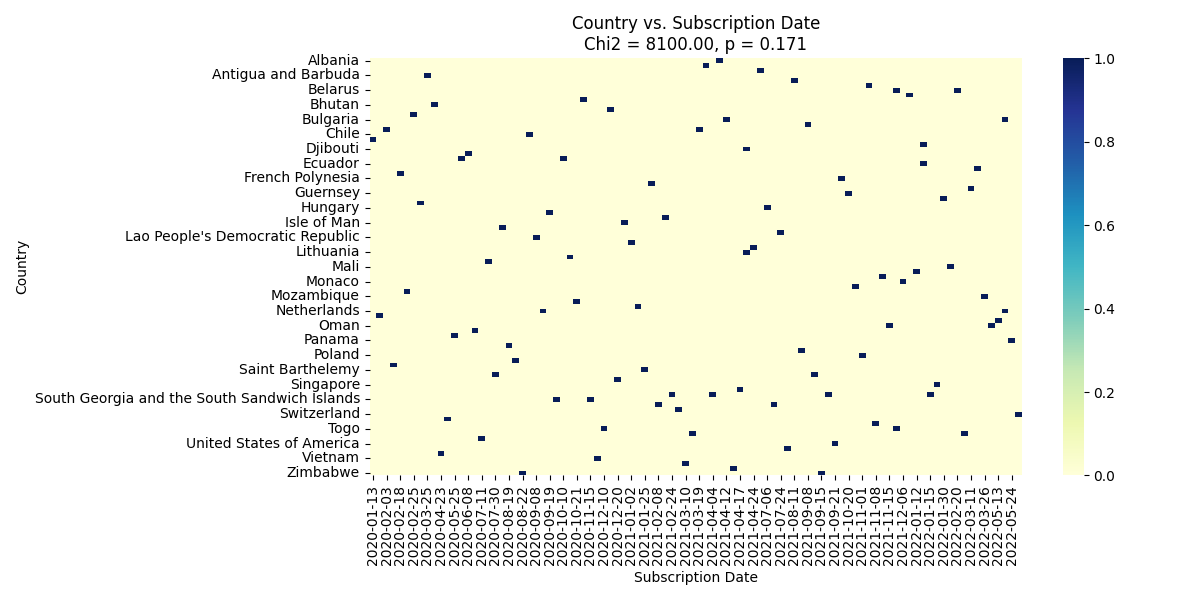 Country vs. Subscription Date
Chi2 = 8100.00, p = 0.171
Country
Albania
Antigua and Barbuda
Belarus
Bhutan
Bulgaria
Chile
Djibouti
Ecuador
French Polynesia
Guernsey
Hungary
Isle of Man
Lao People's Democratic Republic
Lithuania
Mali
Monaco
Mozambique
Netherlands
Oman
Panama
Poland
Saint Barthelemy
Singapore
South Georgia and the South Sandwich Islands
Switzerland
Togo
United States of America
Vietnam
Zimbabwe
1.0
0.8
0.6
0.4
0.2
0.0
2020-01-13
2020-02-03
2020-02-18
2020-02-25
2020-03-25
2020-04-23
2020-05-25
2020-06-08
2020-07-11
2020-07-30
2020-08-19
2020-08-22
2020-09-08
2020-09-19
2020-10-10
2020-10-21
2020-11-15
2020-12-10
2020-12-20
2021-01-02
2021-01-25
2021-02-08
2021-02-24
2021-03-10
2021-03-19
2021-04-04
2021-04-12
2021-04-17
2021-04-24
2021-07-06
2021-07-24
2021-08-11
2021-09-08
2021-09-15
2021-09-21
2021-10-20
2021-11-01
2021-11-08
2021-11-15
2021-12-06
2022-01-12
2022-01-15
2022-01-30
2022-02-20
2022-03-11
2022-03-26
2022-05-13
2022-05-24
Subscription Date